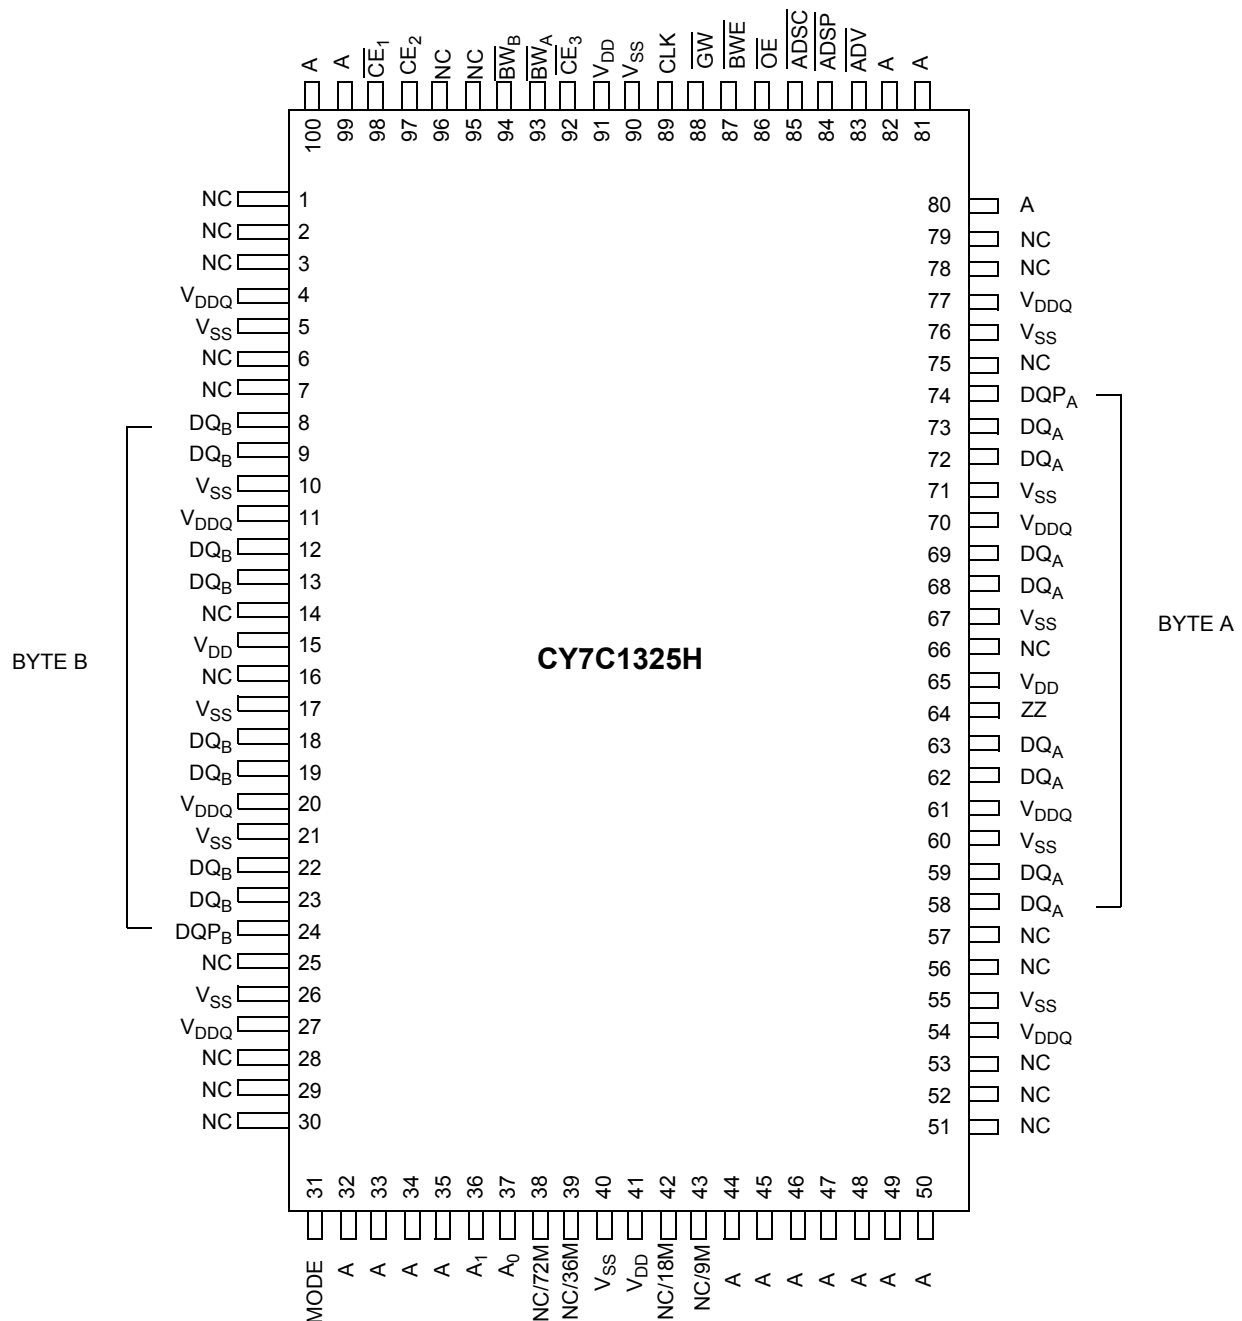 A A CE1 CE2 NC NC BWB BWA CE3 VDD VSS CLK GW BWE OE ADSC ADSP ADV A A
100 99 98 97 96 95 94 93 92 91 90 89 88 87 86 85 84 83 82 81
NC 1
NC 2
NC 3
VDDQ 4
VSS 5
NC 6
NC 7
DQB 8
DQB 9
VSS 10
VDDQ 11
DQB 12
DQB 13
NC 14
VDD 15
NC 16
VSS 17
DQB 18
DQB 19
VDDQ 20
VSS 21
DQB 22
DQB 23
DQPB 24
NC 25
VSS 26
VDDQ 27
NC 28
NC 29
NC 30
BYTE B
CY7C1325H
80 A
79 NC
78 NC
77 VDDQ
76 VSS
75 NC
74 DQPA
73 DQA
72 DQA
71 VSS
70 VDDQ
69 DQA
68 DQA
67 VSS
66 NC
65 VDD
64 ZZ
63 DQA
62 DQA
61 VDDQ
60 VSS
59 DQA
58 DQA
57 NC
56 NC
55 VSS
54 VDDQ
53 NC
52 NC
51 NC
BYTE A
31 32 33 34 35 36 37 38 39 40 41 42 43 44 45 46 47 48 49 50
MODE A A A A A1 A0 NC/72M NC/36M VSS VDD NC/18M NC/9M A A A A A A A